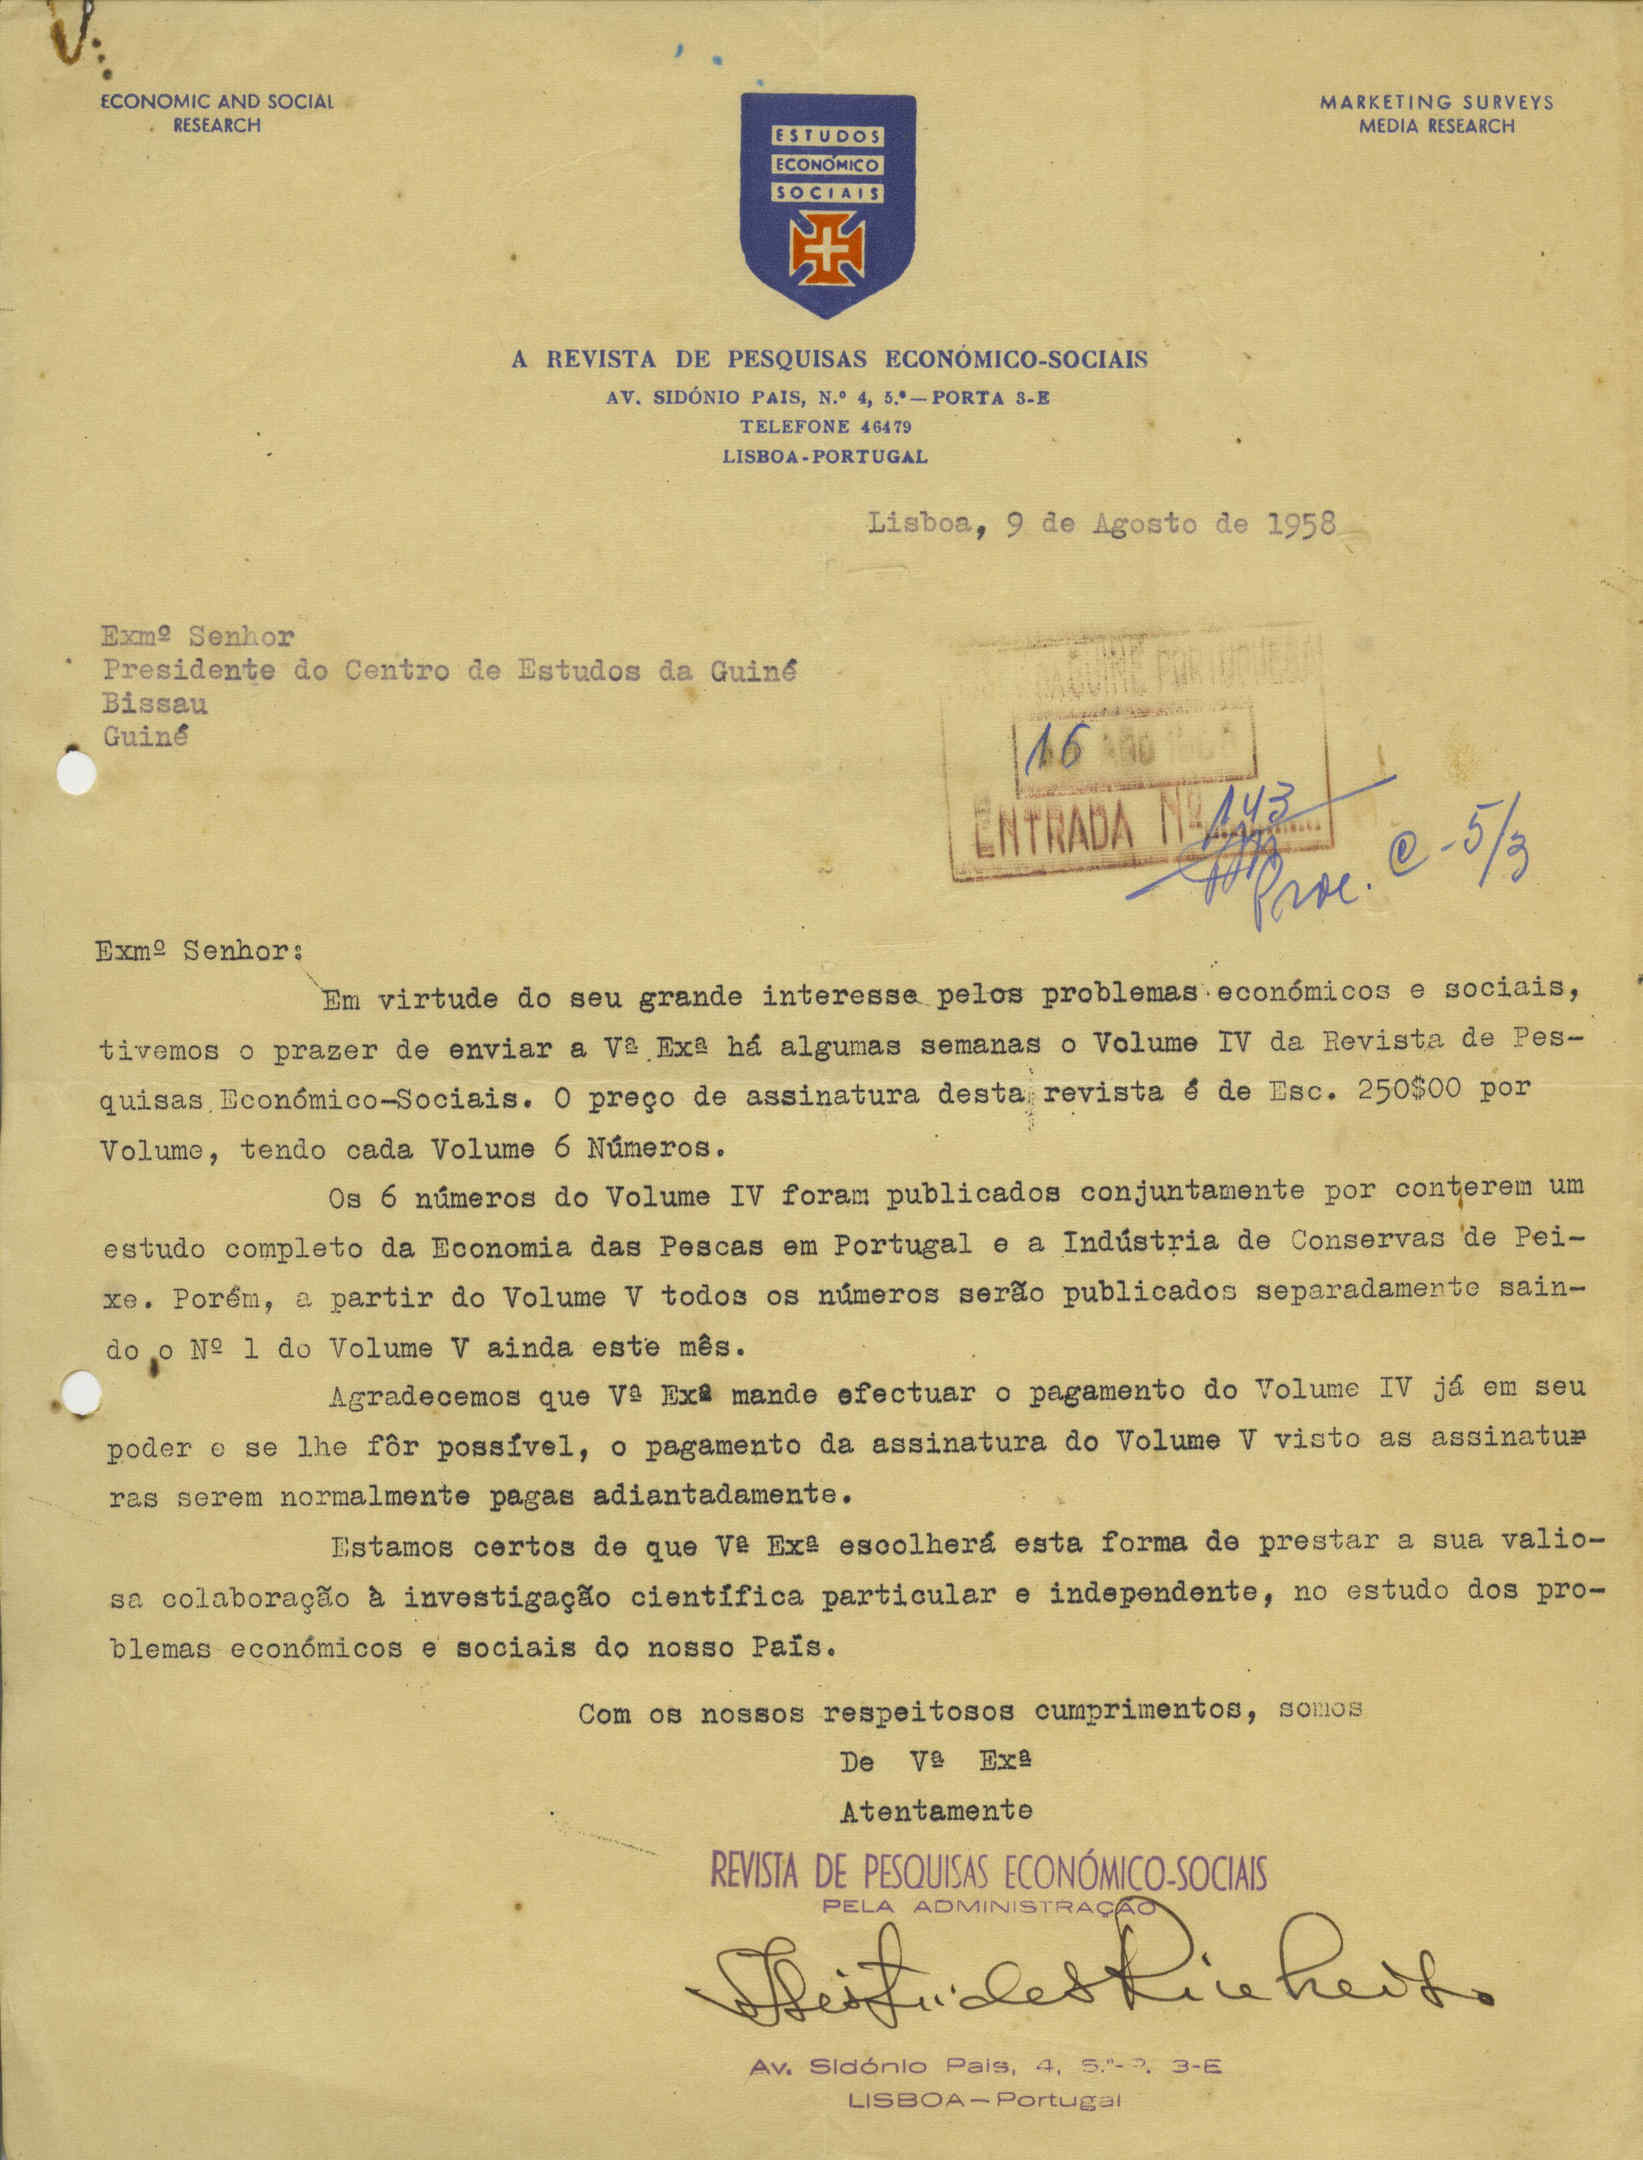 ECONOMIC AND SOCIAL
RESEARCH
MARKETING SURVEYS
MEDIA RESEARCH
ESTUDOS
ECONÓMICO
SOCIAIS
A REVISTA DE PESQUISAS ECONÓMICO-SOCIAIS
AV. SIDÓNIO PAIS, N.º 4, 5.º—PORTA 3-E
TELEFONE 46479
LISBOA-PORTUGAL
Lisboa, 9 de Agosto de 1958
Exmº Senhor
Presidente do Centro de Estudos da Guiné
Bissau
Guiné
GUINÉ PORTUGUESA
16
ENTRADA Nº 143
Proc. C-5/3
Exmº Senhor:
Em virtude do seu grande interesse pelos problemas económicos e sociais,
tivemos o prazer de enviar a Vª Exª há algumas semanas o Volume IV da Revista de Pes-
quisas Económico-Sociais. O preço de assinatura desta revista é de Esc. 250$00 por
Volume, tendo cada Volume 6 Números.
Os 6 números do Volume IV foram publicados conjuntamente por conterem um
estudo completo da Economia das Pescas em Portugal e a Indústria de Conservas de Pei-
xe. Porém, a partir do Volume V todos os números serão publicados separadamente sain-
do o Nº 1 do Volume V ainda este mês.
Agradecemos que Vª Exª mande efectuar o pagamento do Volume IV já em seu
poder e se lhe fôr possível, o pagamento da assinatura do Volume V visto as assinatu-
ras serem normalmente pagas adiantadamente.
Estamos certos de que Vª Exª escolherá esta forma de prestar a sua valio-
sa colaboração à investigação científica particular e independente, no estudo dos pro-
blemas económicos e sociais do nosso País.
Com os nossos respeitosos cumprimentos, somos
De Vª Exª
Atentamente
REVISTA DE PESQUISAS ECONÓMICO-SOCIAIS
PELA ADMINISTRAÇÃO
Av. Sidónio Pais, 4, 5.º- 3-E
LISBOA—Portugal